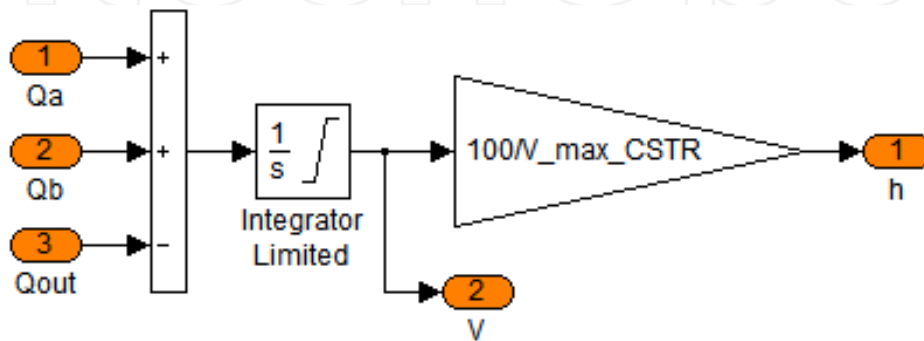 1
Qa
+
2
Qb
+
3
Qout
−
1
s
Integrator
Limited
100/V_max_CSTR
1
h
2
V